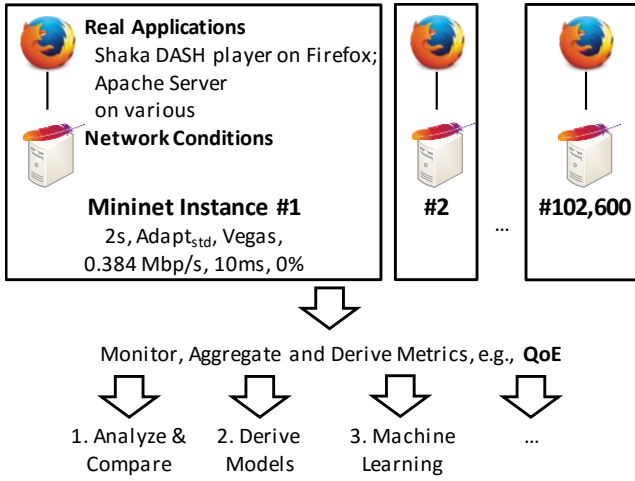 Real Applications
Shaka DASH player on Firefox;
Apache Server
on various
Network Conditions
Mininet Instance #1
2s, Adaptstd, Vegas,
0.384 Mbp/s, 10ms, 0%
#2
...
#102,600
Monitor, Aggregate and Derive Metrics, e.g., QoE
1. Analyze &
Compare
2. Derive
Models
3. Machine
Learning
...